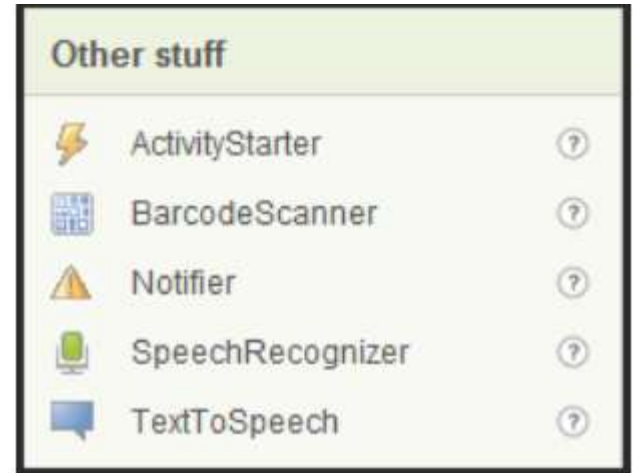 Other stuff
ActivityStarter ?
BarcodeScanner ?
Notifier ?
SpeechRecognizer ?
TextToSpeech ?